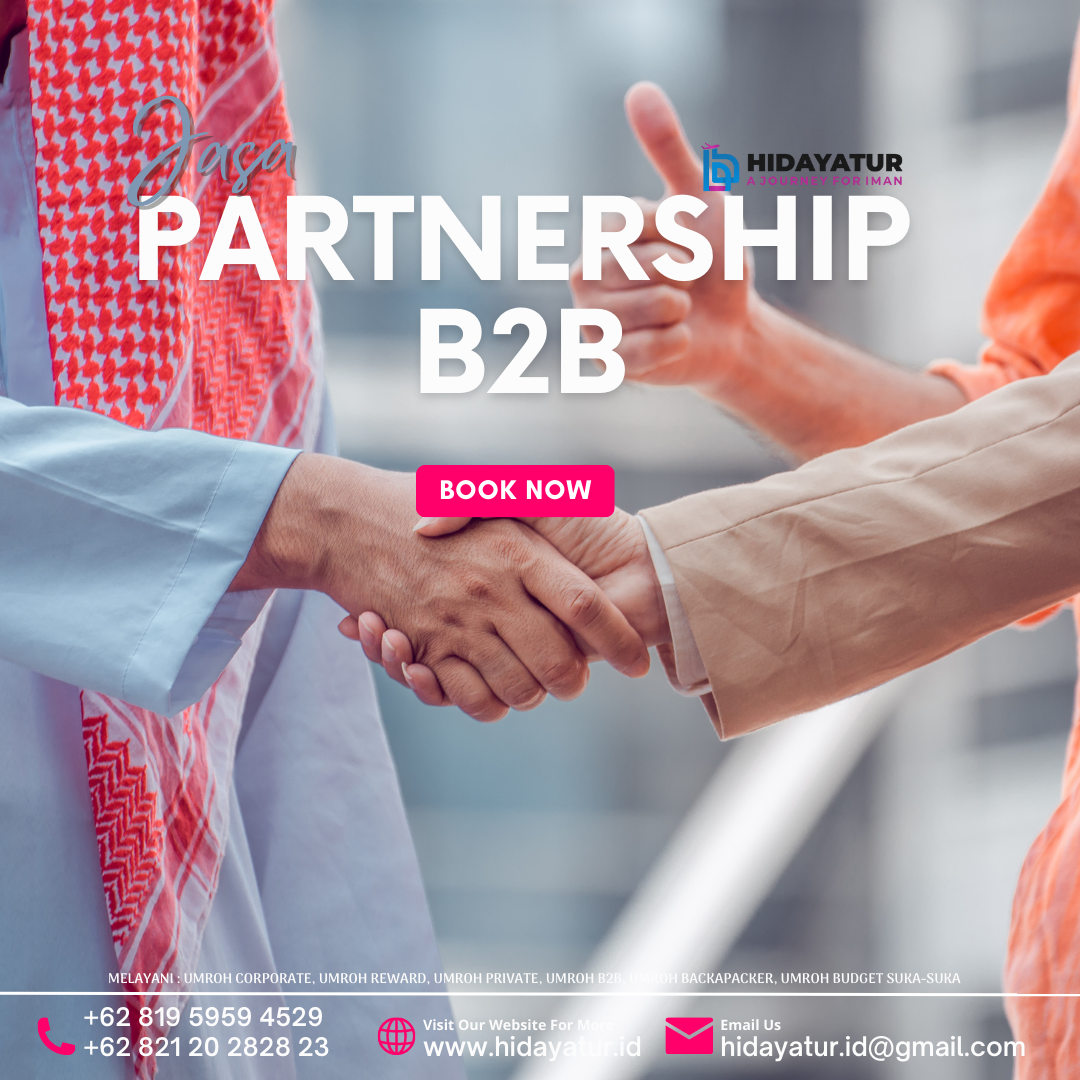 Jasa
HIDAYATUR
A JOURNEY FOR IMAN
PARTNERSHIP
B2B
BOOK NOW
MELAYANI : UMROH CORPORATE, UMROH REWARD, UMROH PRIVATE, UMROH B2B, UMROH BACKAPACKER, UMROH BUDGET SUKA-SUKA
+62 819 5959 4529
+62 821 20 2828 23
Visit Our Website For More
www.hidayatur.id
Email Us
hidayatur.id@gmail.com